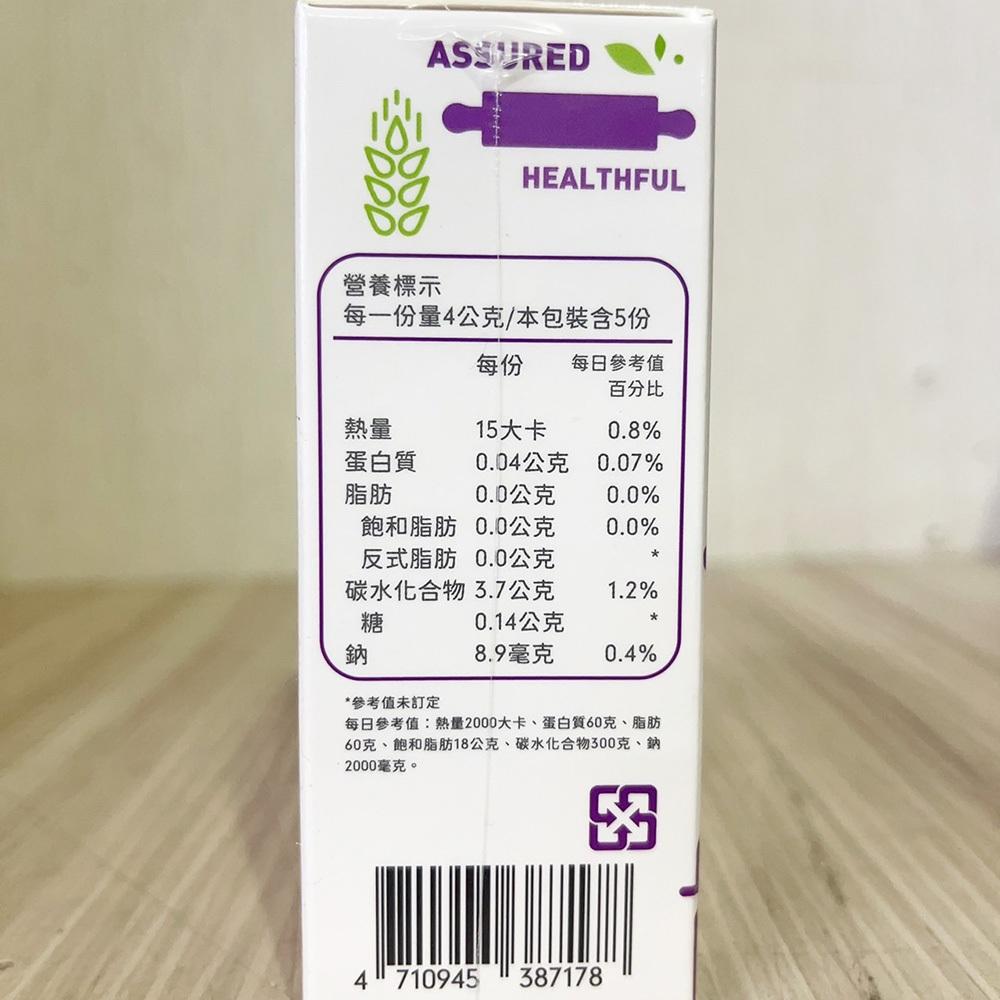 ASSURED
HEALTHFUL
營養標示
每一份量4公克/本包裝含5份
每份 每日參考值
百分比
熱量 15大卡 0.8%
蛋白質 0.04公克 0.07%
脂肪 0.0公克 0.0%
飽和脂肪 0.0公克 0.0%
反式脂肪 0.0公克 *
碳水化合物 3.7公克 1.2%
糖 0.14公克 *
鈉 8.9毫克 0.4%
*參考值未訂定
每日參考值：熱量2000大卡、蛋白質60克、脂肪
60克、飽和脂肪18公克、碳水化合物300克、鈉
2000毫克。
4 710945 387178